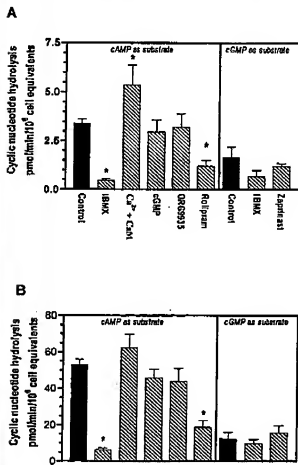 A
Cyclic nucleotide hydrolysis
pmol/min/10⁶ cell equivalents
7.5
5.0
2.5
0.0
cAMP as substrate
cGMP as substrate
*
*
*
Control
IBMX
Ca²⁺ + CaM
cGMP
ORG9935
Rolipram
Control
IBMX
Zaprinast
B
Cyclic nucleotide hydrolysis
pmol/min/10⁶ cell equivalents
80
60
40
20
0
cAMP as substrate
cGMP as substrate
*
*